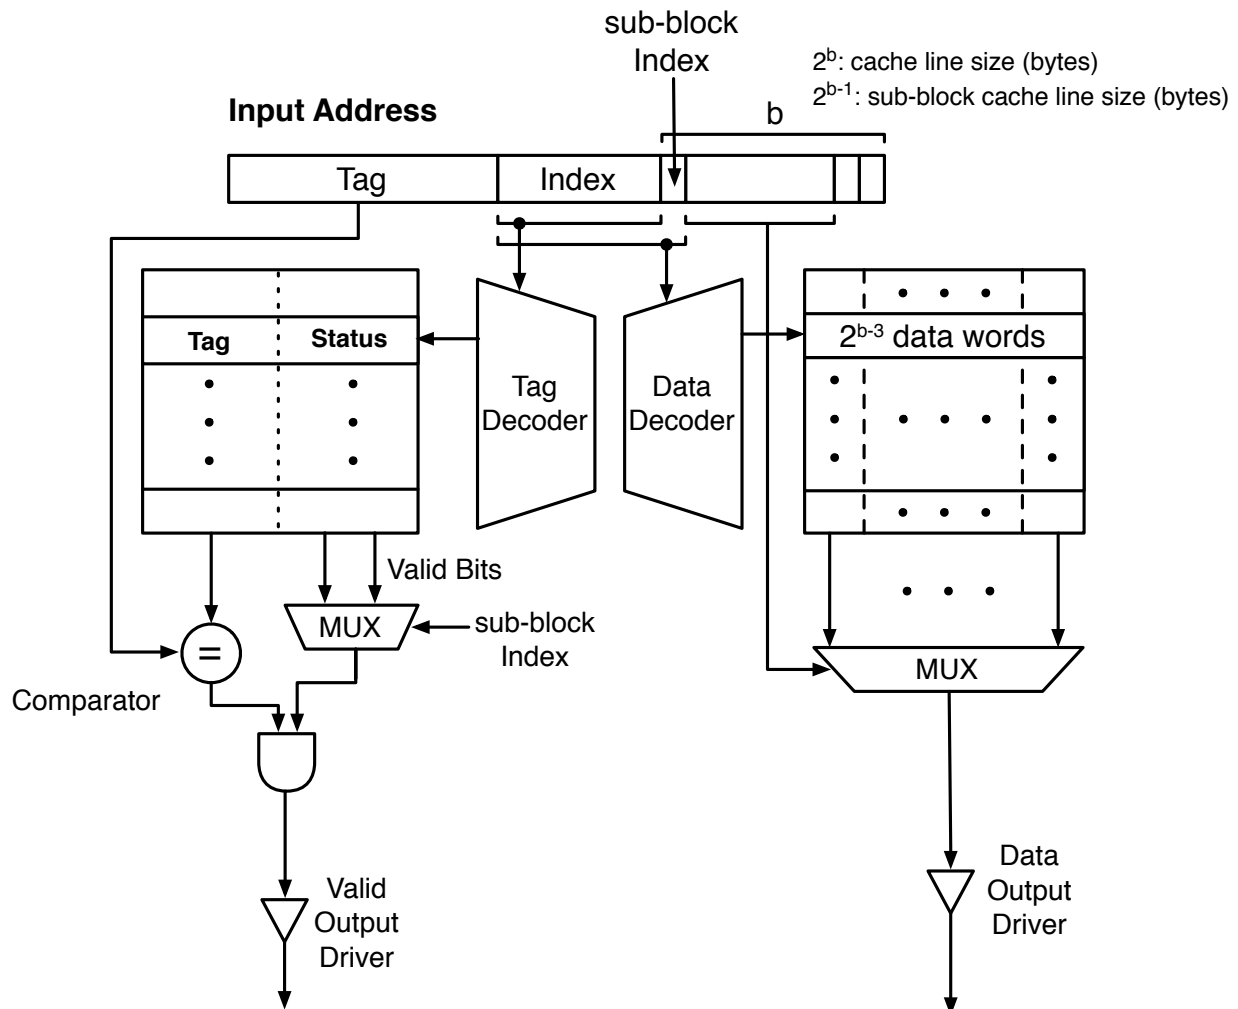 sub-block
Index
2^b: cache line size (bytes)
2^b-1: sub-block cache line size (bytes)
b
Input Address
Tag
Index
Tag
Status
Tag
Decoder
Data
Decoder
2^b-3 data words
Valid Bits
MUX
sub-block
Index
=
Comparator
MUX
Valid
Output
Driver
Data
Output
Driver